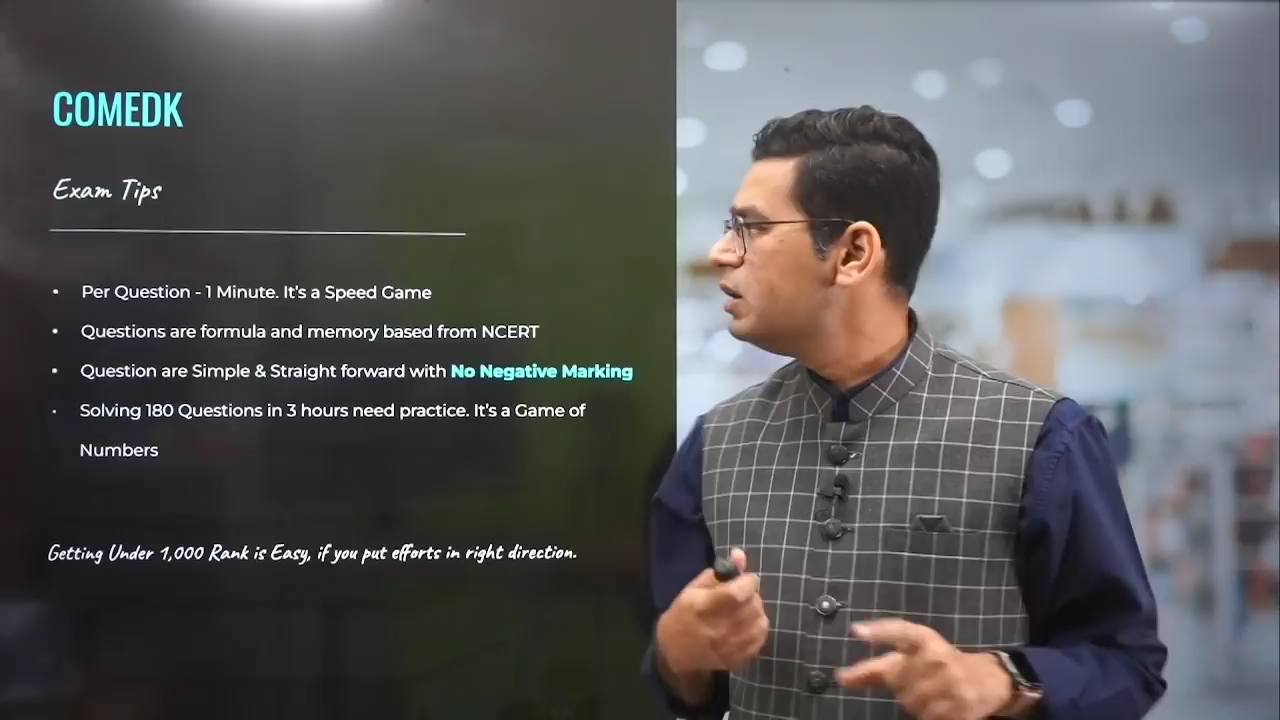 COMEDK
Exam Tips
• Per Question - 1 Minute. It's a Speed Game
• Questions are formula and memory based from NCERT
• Question are Simple & Straight forward with No Negative Marking
• Solving 180 Questions in 3 hours need practice. It's a Game of
Numbers
Getting Under 1,000 Rank is Easy, if you put efforts in right direction.